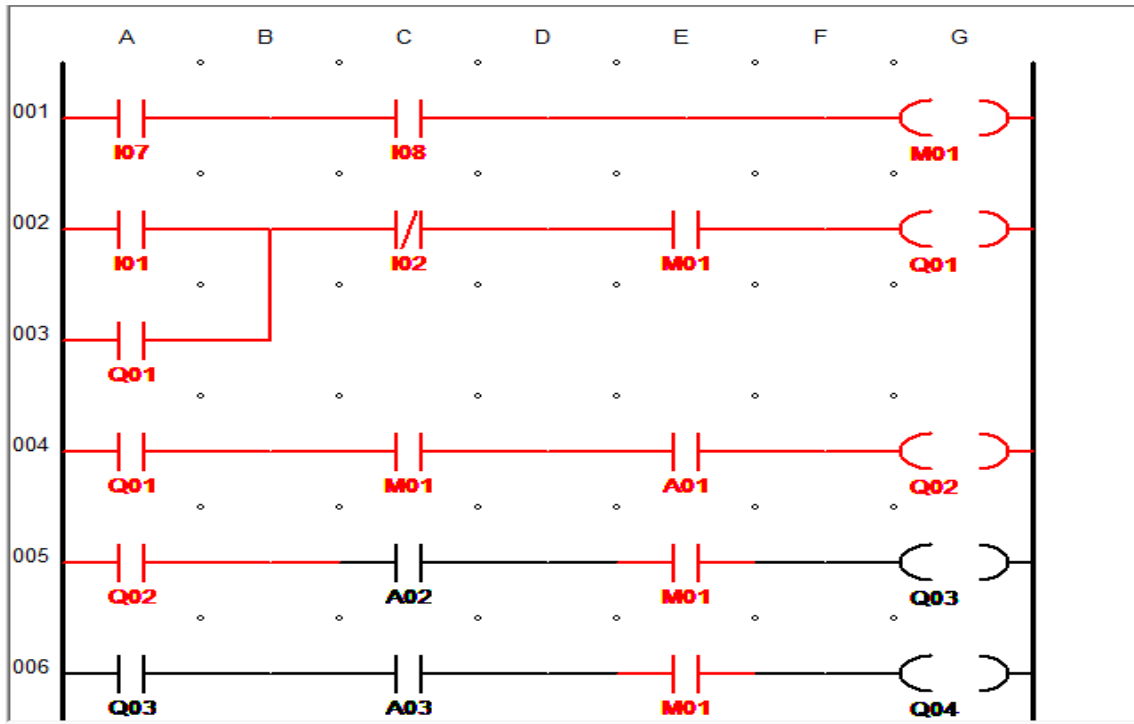 A B C D E F G
001
I07 I08 M01
002
I01 I02 M01 Q01
003
Q01
004
Q01 M01 A01 Q02
005
Q02 A02 M01 Q03
006
Q03 A03 M01 Q04